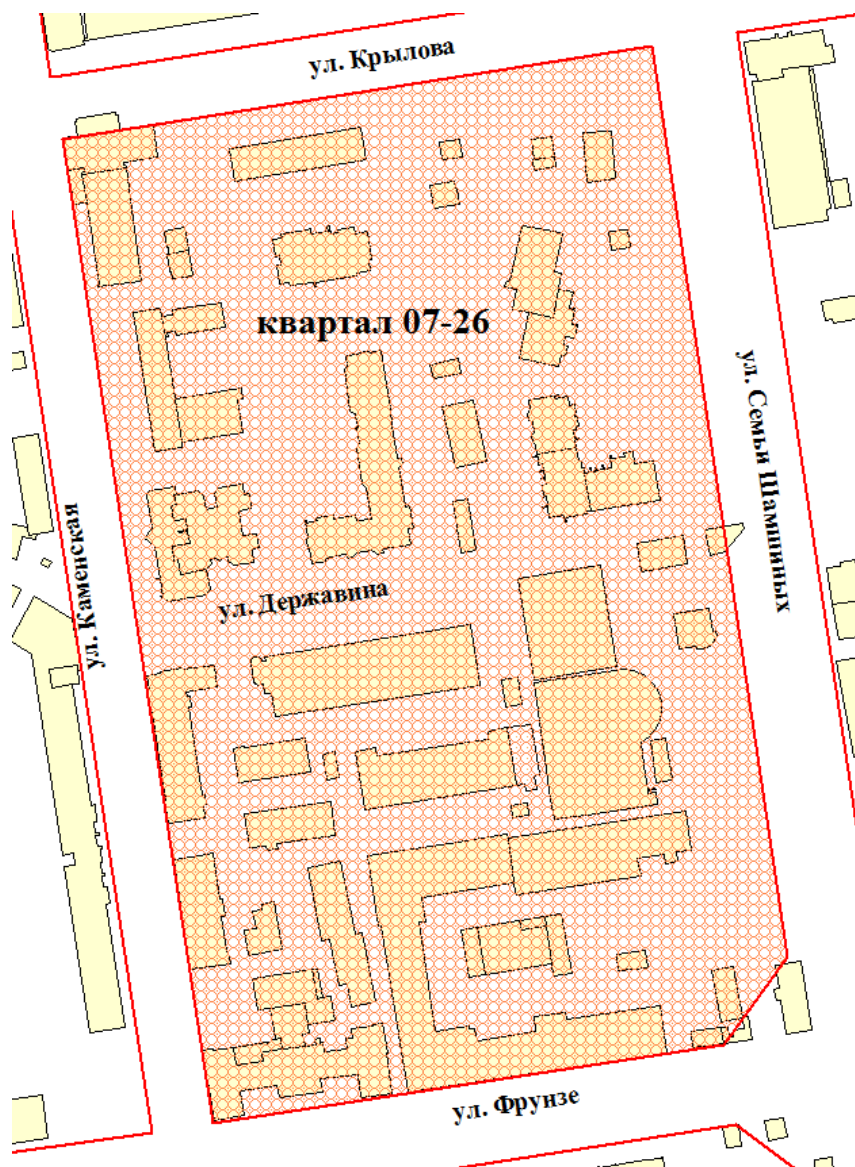 ул. Крылова
квартал 07-26
ул. Семьи Шамшиных
ул. Каменская
ул. Державина
ул. Фрунзе